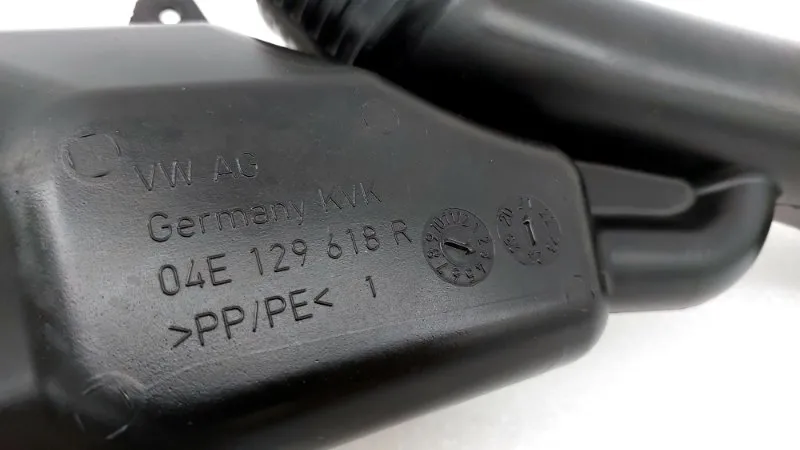 VW AG
Germany KVK
04E 129 618 R
>PP/PE< 1